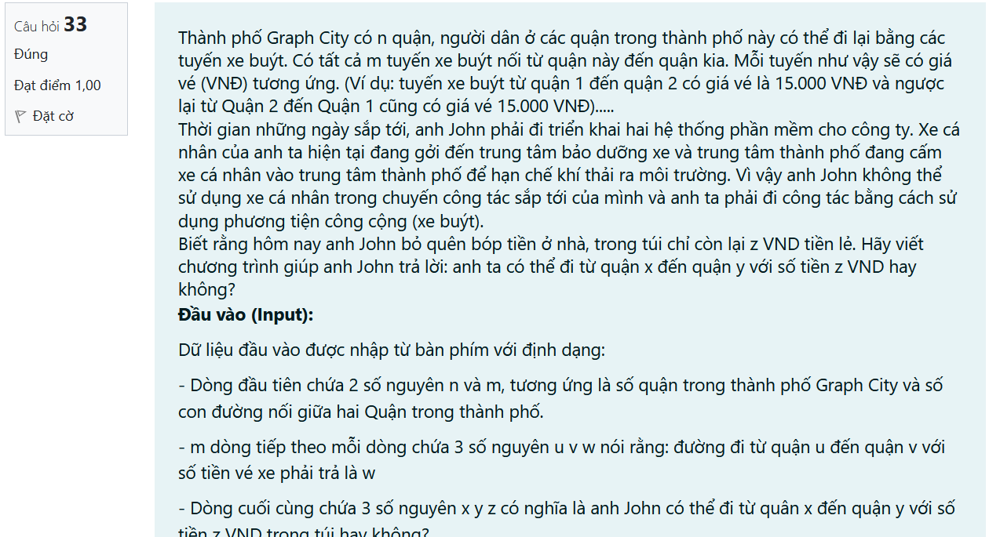 Câu hỏi 33
Đúng
Đạt điểm 1,00
Đặt cờ
Thành phố Graph City có n quận, người dân ở các quận trong thành phố này có thể đi lại bằng các
tuyến xe buýt. Có tất cả m tuyến xe buýt nối từ quận này đến quận kia. Mỗi tuyến như vậy sẽ có giá
vé (VNĐ) tương ứng. (Ví dụ: tuyến xe buýt từ quận 1 đến quận 2 có giá vé là 15.000 VNĐ và ngược
lại từ Quận 2 đến Quận 1 cũng có giá vé 15.000 VNĐ).....
Thời gian những ngày sắp tới, anh John phải đi triển khai hai hệ thống phần mềm cho công ty. Xe cá
nhân của anh ta hiện tại đang gởi đến trung tâm bảo dưỡng xe và trung tâm thành phố đang cấm
xe cá nhân vào trung tâm thành phố để hạn chế khí thải ra môi trường. Vì vậy anh John không thể
sử dụng xe cá nhân trong chuyến công tác sắp tới của mình và anh ta phải đi công tác bằng cách sử
dụng phương tiện công cộng (xe buýt).
Biết rằng hôm nay anh John bỏ quên bóp tiền ở nhà, trong túi chỉ còn lại z VND tiền lẻ. Hãy viết
chương trình giúp anh John trả lời: anh ta có thể đi từ quận x đến quận y với số tiền z VND hay
không?
Đầu vào (Input):
Dữ liệu đầu vào được nhập từ bàn phím với định dạng:
- Dòng đầu tiên chứa 2 số nguyên n và m, tương ứng là số quận trong thành phố Graph City và số
con đường nối giữa hai Quận trong thành phố.
- m dòng tiếp theo mỗi dòng chứa 3 số nguyên u v w nói rằng: đường đi từ quận u đến quận v với
số tiền vé xe phải trả là w
- Dòng cuối cùng chứa 3 số nguyên x y z có nghĩa là anh John có thể đi từ quân x đến quận y với số
tiền z VND trong túi hay không?